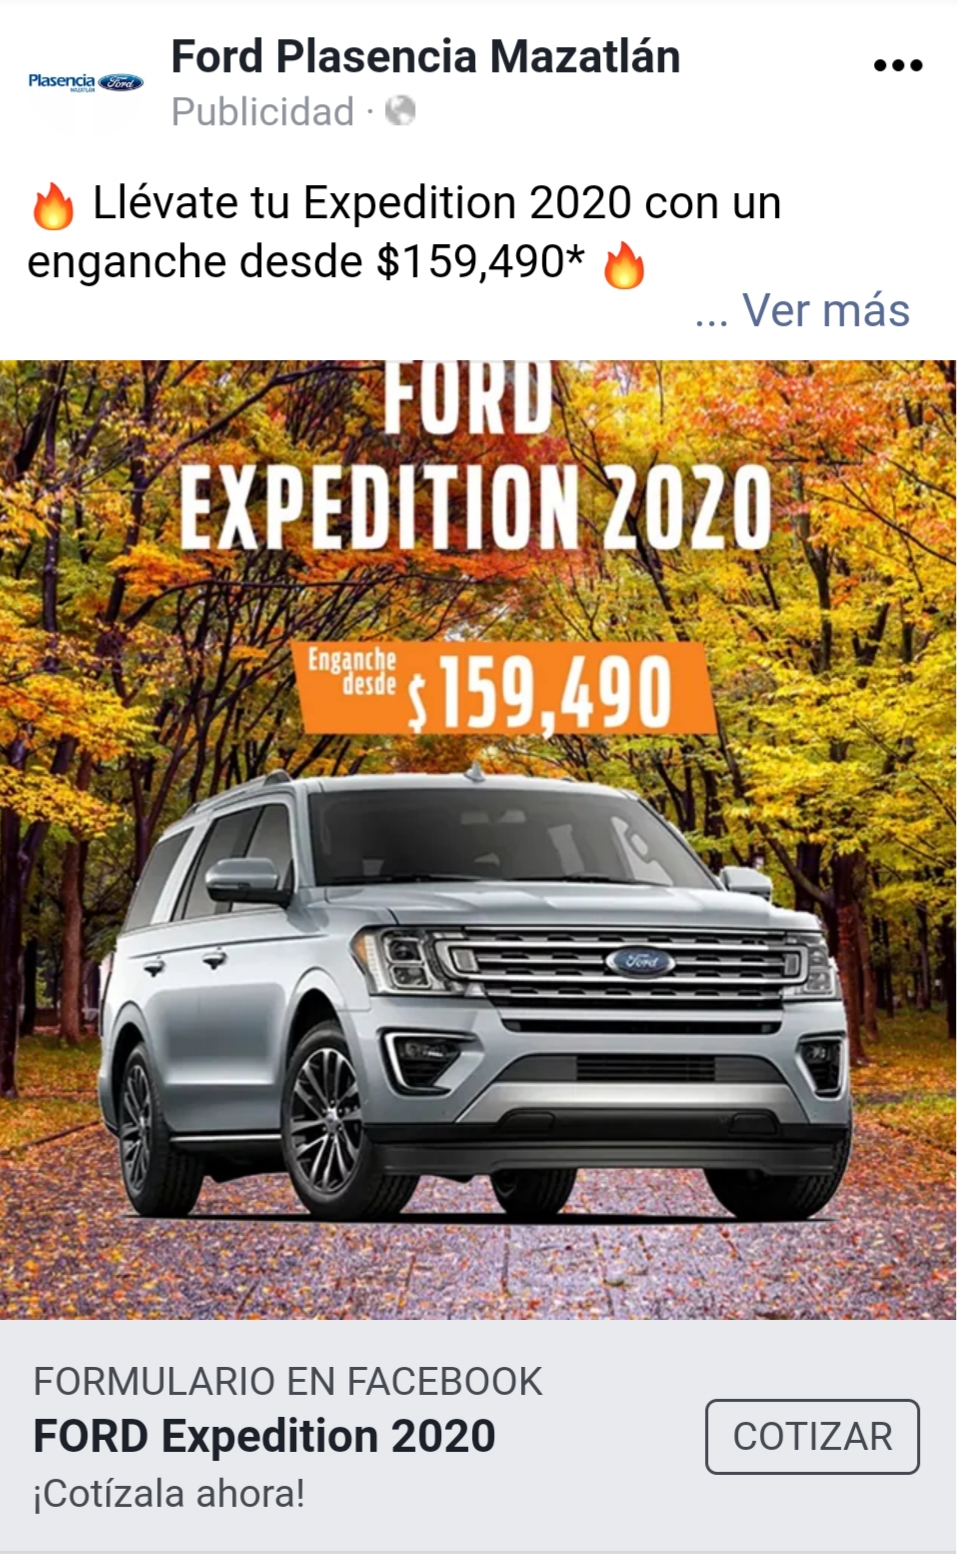 Plasencia Ford
MAZATLÁN
Ford Plasencia Mazatlán
Publicidad ·
🔥 Llévate tu Expedition 2020 con un
enganche desde $159,490* 🔥
... Ver más
FORD
EXPEDITION 2020
Enganche
desde $159,490
Ford
FORMULARIO EN FACEBOOK
FORD Expedition 2020
¡Cotízala ahora!
COTIZAR